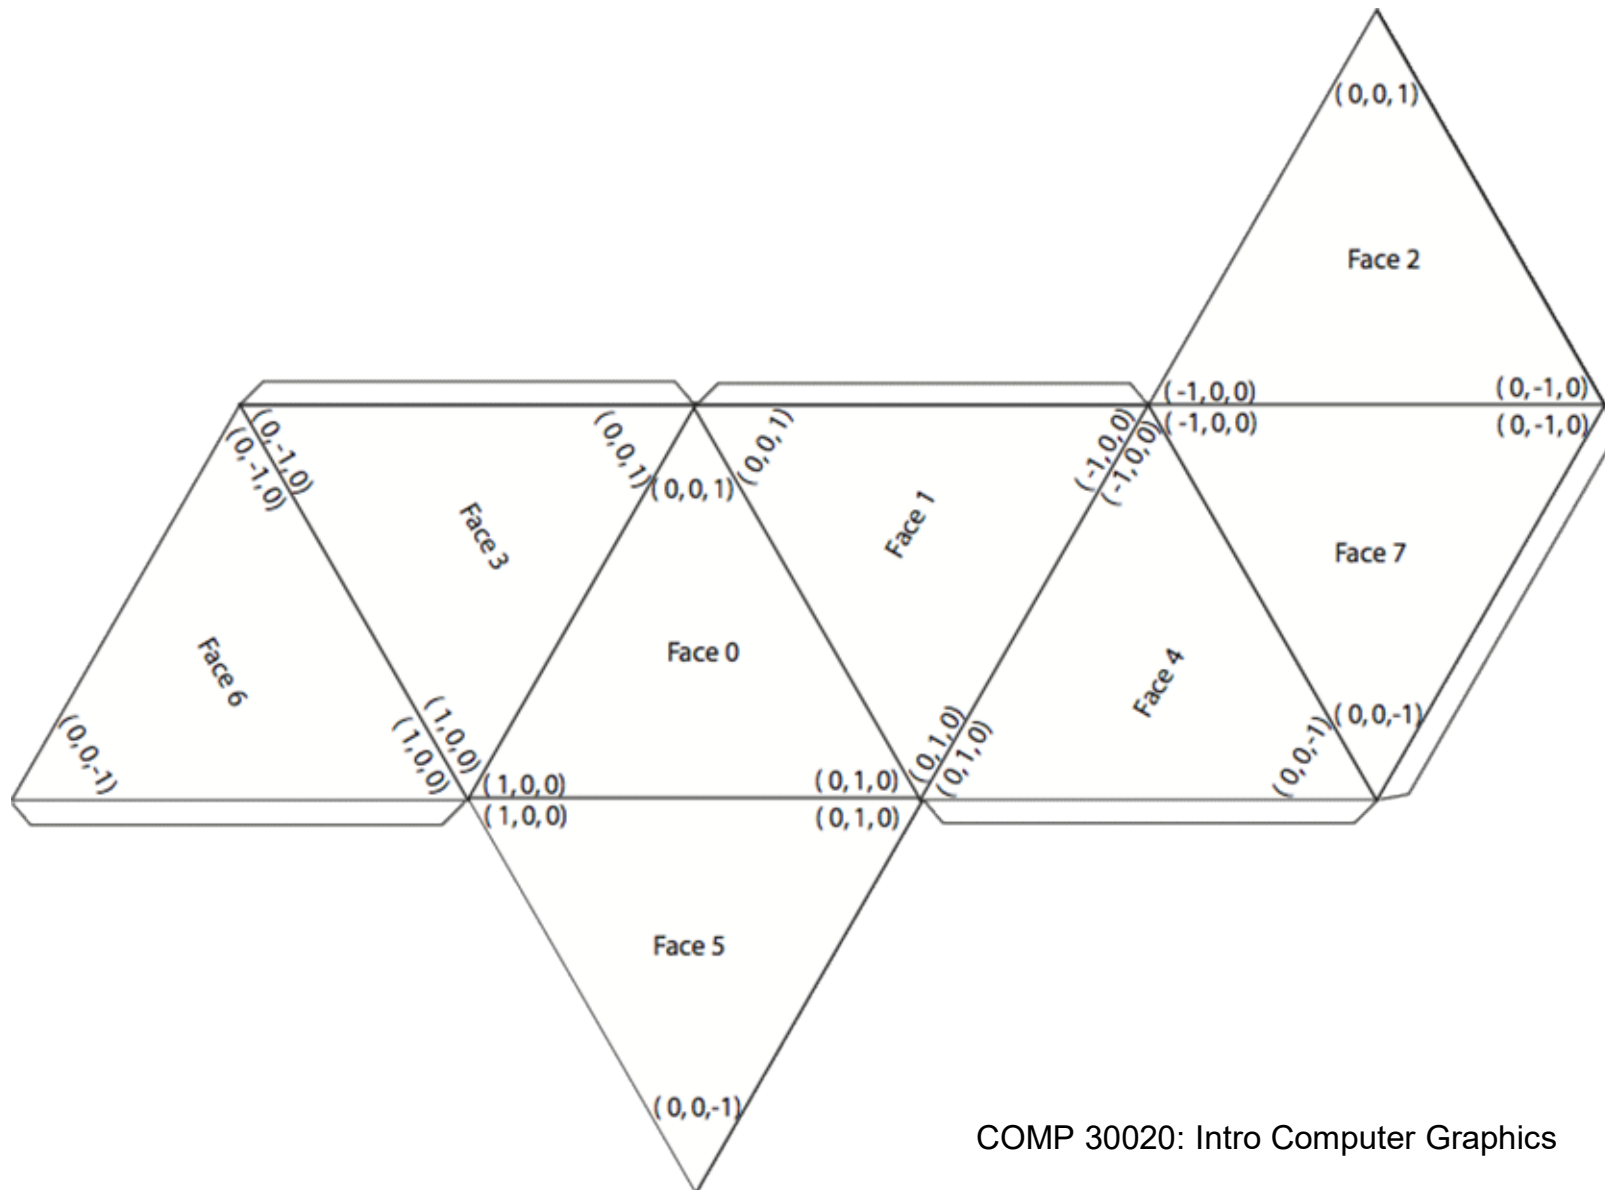 ( 0, 0, 1)
Face 2
( -1, 0, 0)
( 0, -1, 0)
( -1, 0, 0)
( 0, -1, 0)
( 0, -1, 0)
( 0, -1, 0)
( 0, 0, 1)
( 0, 0, 1)
( 0, 0, 1)
( -1, 0, 0)
( -1, 0, 0)
Face 3
Face 1
Face 7
Face 6
Face 0
Face 4
( 0, 0, -1)
( 1, 0, 0)
( 1, 0, 0)
( 0, 1, 0)
( 0, 1, 0)
( 0, 0, -1)
( 0, 0, -1)
( 1, 0, 0)
( 0, 1, 0)
( 1, 0, 0)
( 0, 1, 0)
Face 5
( 0, 0, -1)
COMP 30020: Intro Computer Graphics